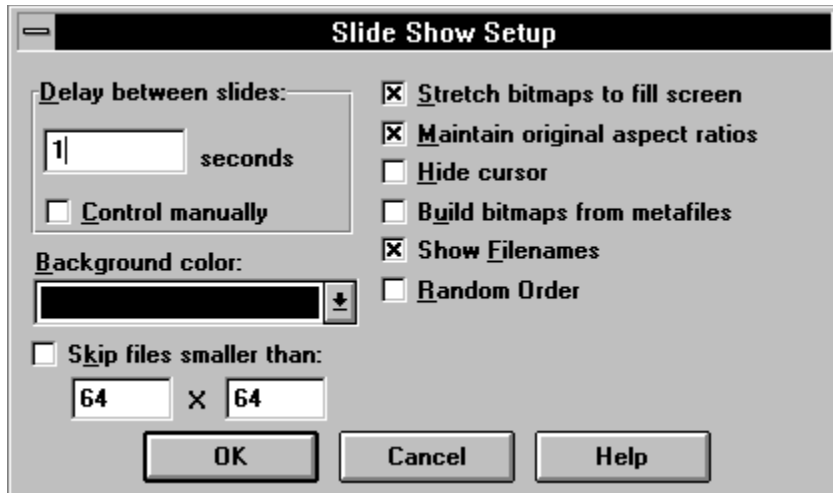 Slide Show Setup
Delay between slides:
1 seconds
Control manually
Background color:
Skip files smaller than:
64 X 64
Stretch bitmaps to fill screen
Maintain original aspect ratios
Hide cursor
Build bitmaps from metafiles
Show Filenames
Random Order
OK Cancel Help